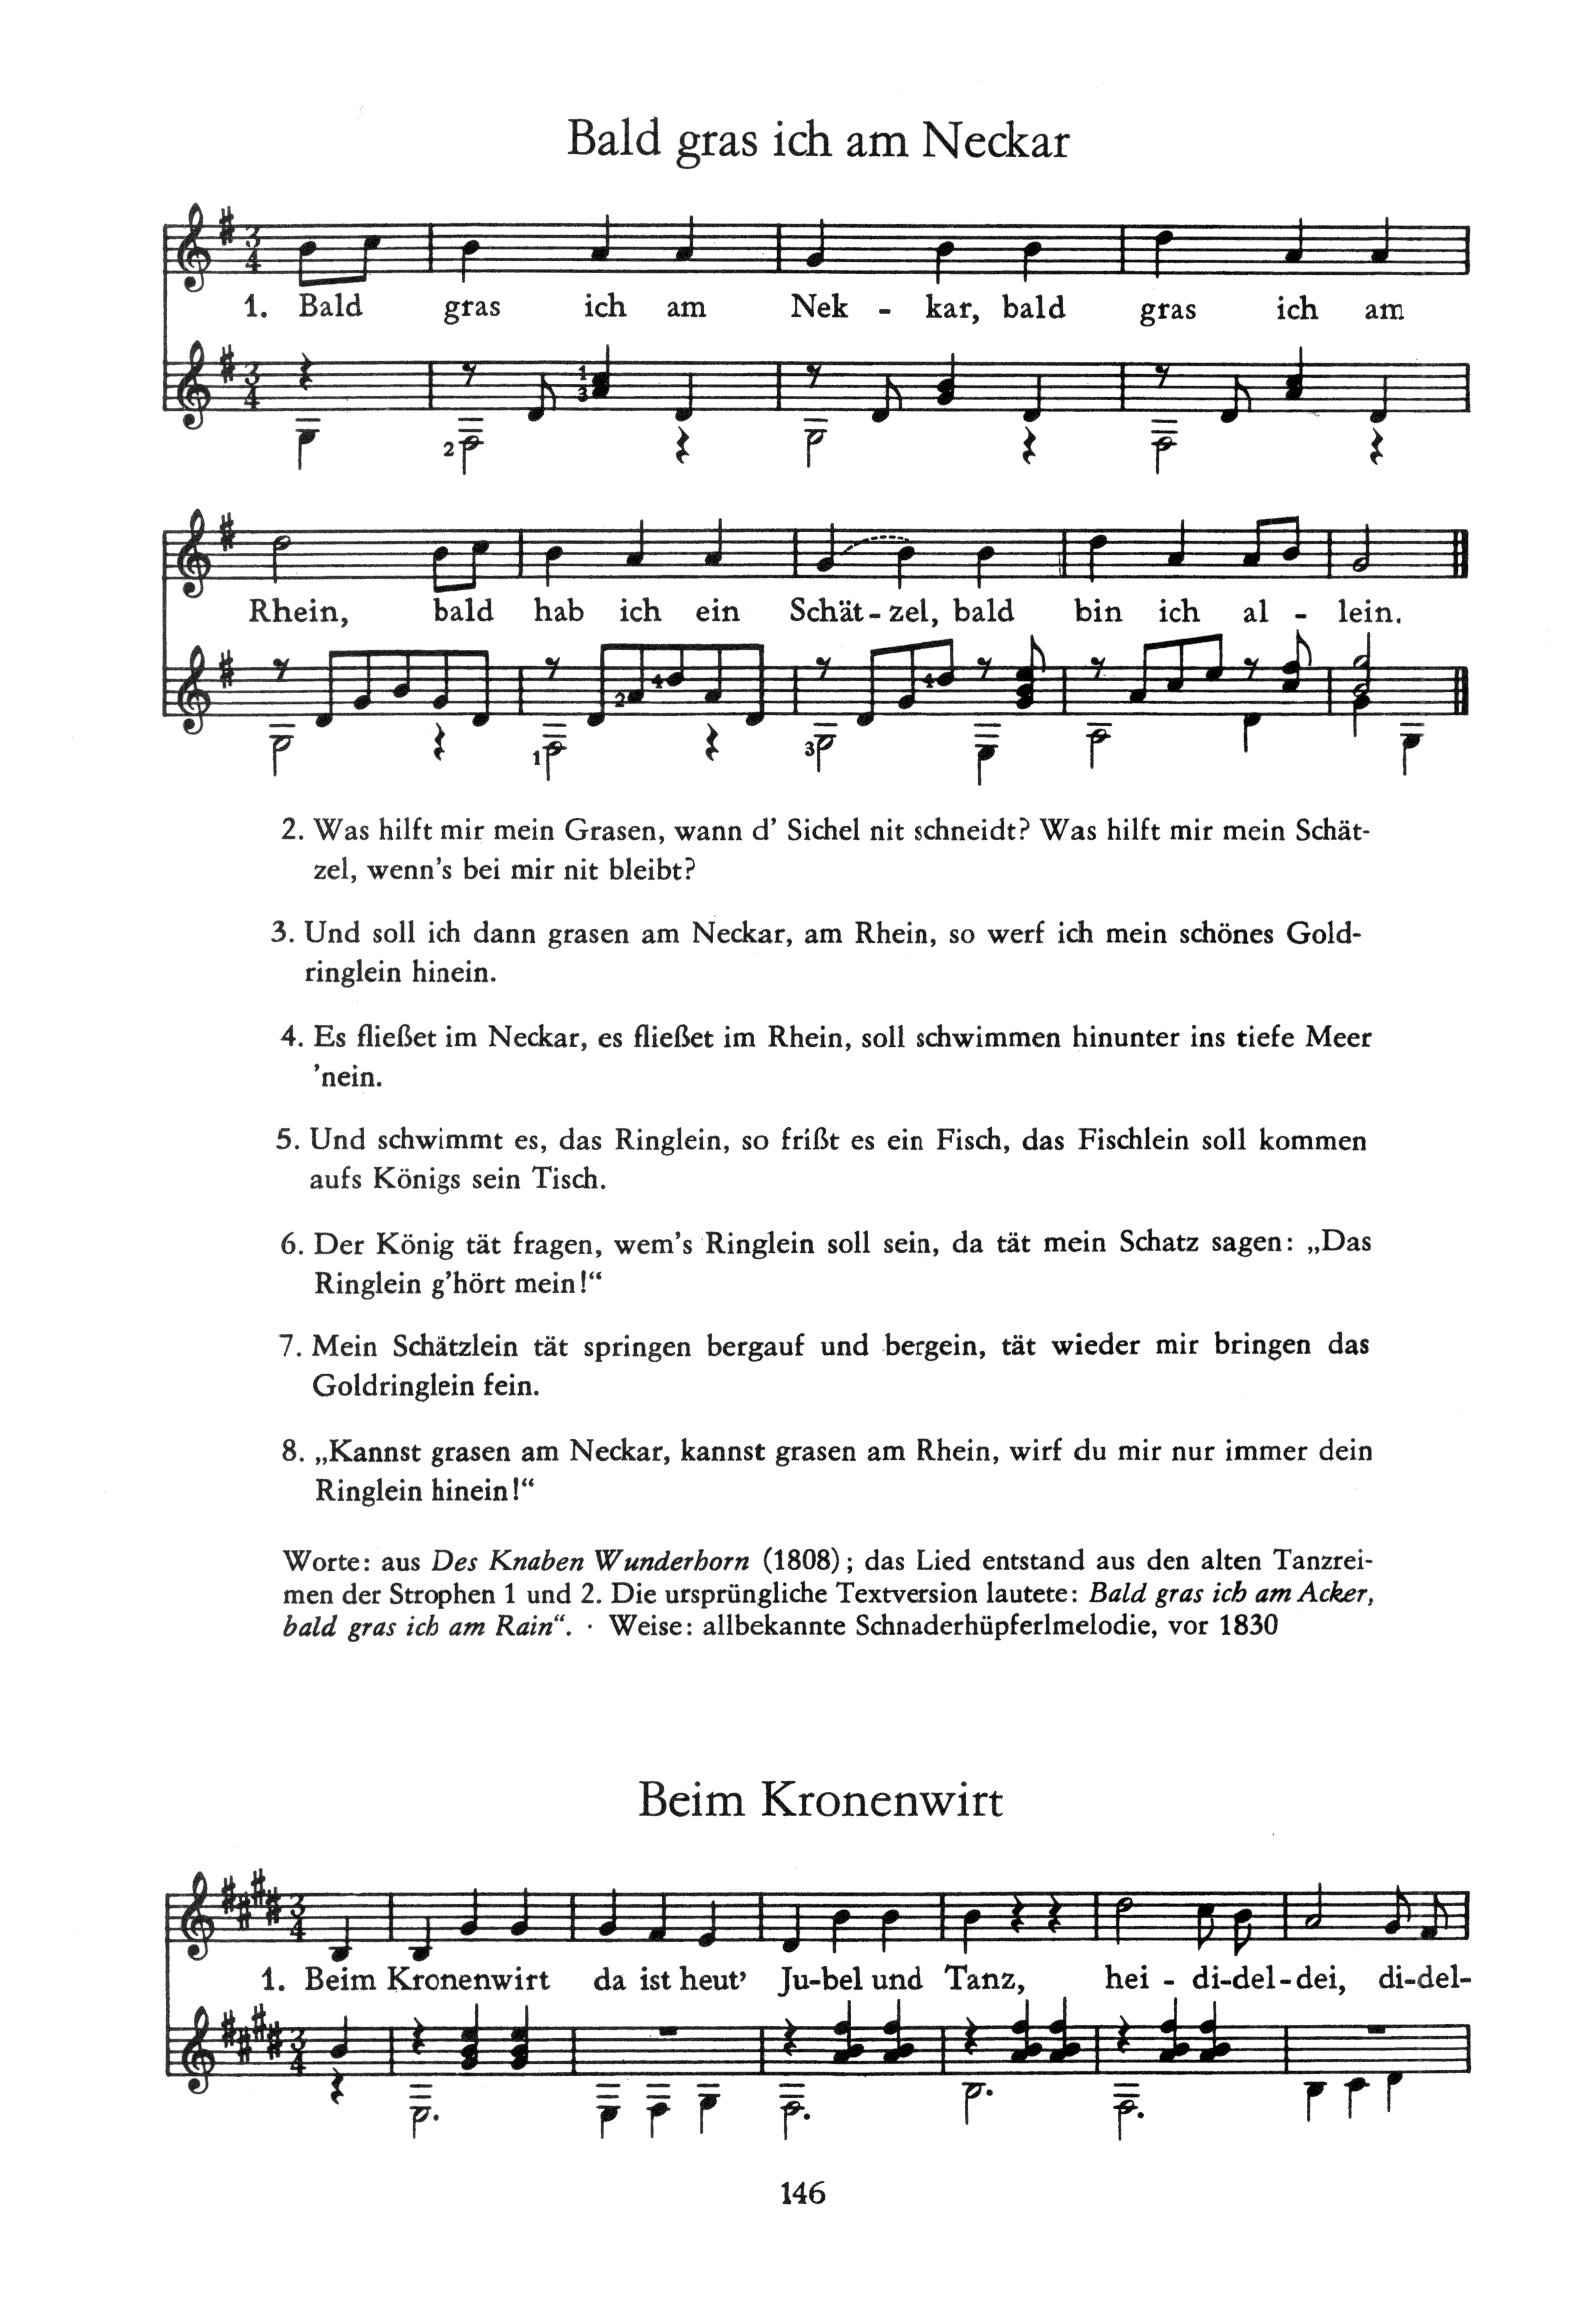 Bald gras ich am Neckar
1. Bald gras ich am Nek - kar, bald gras ich am
Rhein, bald hab ich ein Schät - zel, bald bin ich al - lein.
2. Was hilft mir mein Grasen, wann d’ Sichel nit schneidt? Was hilft mir mein Schät-
zel, wenn’s bei mir nit bleibt?
3. Und soll ich dann grasen am Neckar, am Rhein, so werf ich mein schönes Gold-
ringlein hinein.
4. Es fließet im Neckar, es fließet im Rhein, soll schwimmen hinunter ins tiefe Meer
’nein.
5. Und schwimmt es, das Ringlein, so frißt es ein Fisch, das Fischlein soll kommen
aufs Königs sein Tisch.
6. Der König tät fragen, wem’s Ringlein soll sein, da tät mein Schatz sagen: „Das
Ringlein g’hört mein!“
7. Mein Schätzlein tät springen bergauf und bergein, tät wieder mir bringen das
Goldringlein fein.
8. „Kannst grasen am Neckar, kannst grasen am Rhein, wirf du mir nur immer dein
Ringlein hinein!“
Worte: aus Des Knaben Wunderhorn (1808); das Lied entstand aus den alten Tanzrei-
men der Strophen 1 und 2. Die ursprüngliche Textversion lautete: Bald gras ich am Acker,
bald gras ich am Rain“. · Weise: allbekannte Schnaderhüpferlmelodie, vor 1830
Beim Kronenwirt
1. Beim Kronenwirt da ist heut’ Ju-bel und Tanz, hei - di-del-dei, di-del-
146